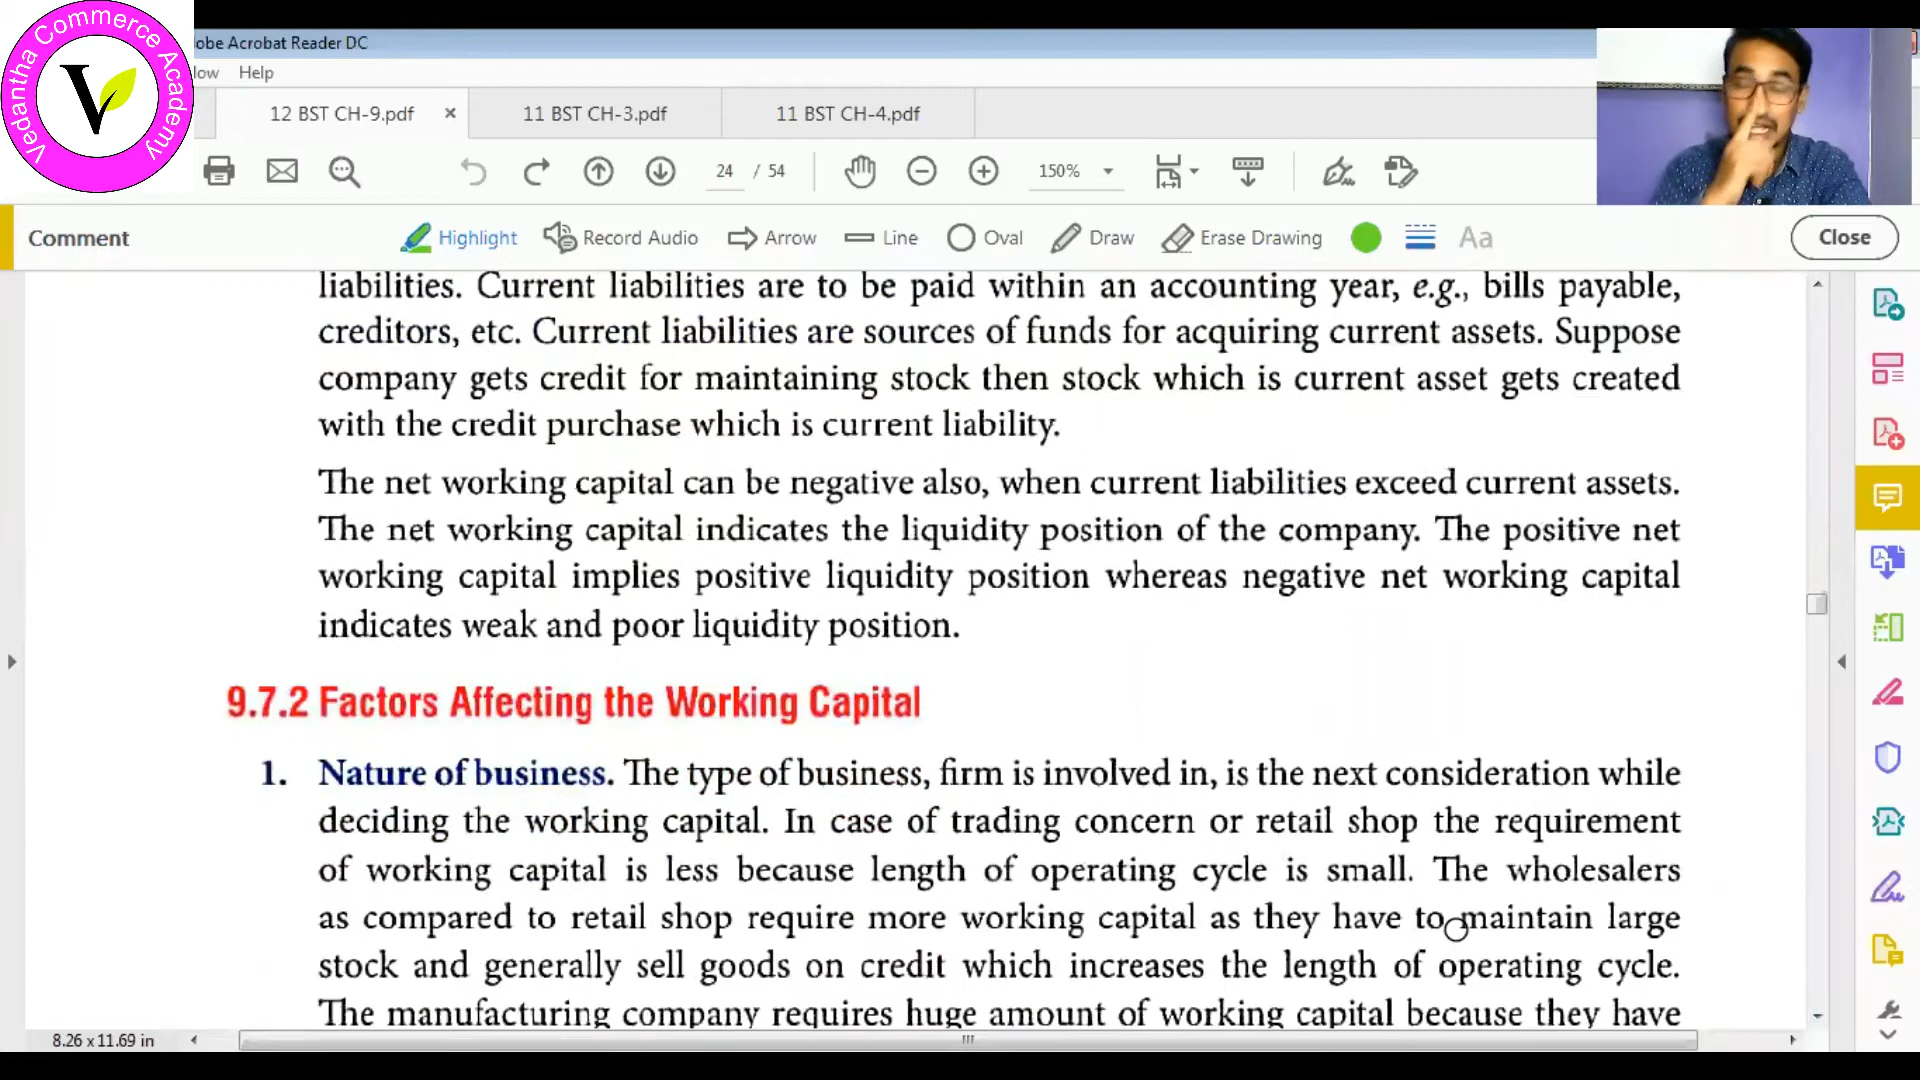 Vedantha Commerce Academy
V
obe Acrobat Reader DC
low Help
12 BST CH-9.pdf × 11 BST CH-3.pdf 11 BST CH-4.pdf
24 / 54 150%
Comment Highlight Record Audio Arrow Line Oval Draw Erase Drawing Aa Close
liabilities. Current liabilities are to be paid within an accounting year, e.g., bills payable,
creditors, etc. Current liabilities are sources of funds for acquiring current assets. Suppose
company gets credit for maintaining stock then stock which is current asset gets created
with the credit purchase which is current liability.
The net working capital can be negative also, when current liabilities exceed current assets.
The net working capital indicates the liquidity position of the company. The positive net
working capital implies positive liquidity position whereas negative net working capital
indicates weak and poor liquidity position.
9.7.2 Factors Affecting the Working Capital
1. Nature of business. The type of business, firm is involved in, is the next consideration while
deciding the working capital. In case of trading concern or retail shop the requirement
of working capital is less because length of operating cycle is small. The wholesalers
as compared to retail shop require more working capital as they have to maintain large
stock and generally sell goods on credit which increases the length of operating cycle.
The manufacturing company requires huge amount of working capital because they have
8.26 x 11.69 in